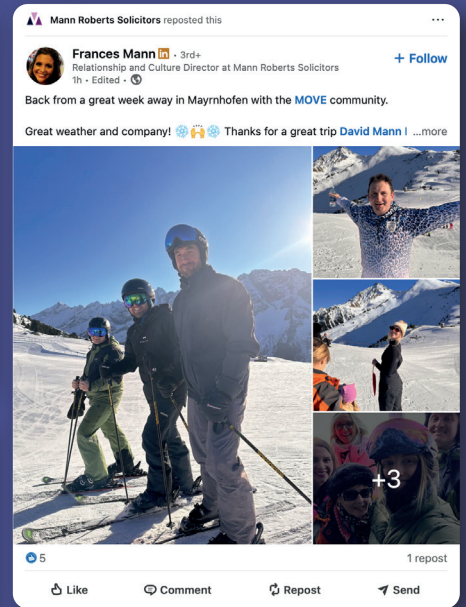 Mann Roberts Solicitors reposted this
Frances Mann in • 3rd+
+ Follow
Relationship and Culture Director at Mann Roberts Solicitors
1h • Edited •
Back from a great week away in Mayrnhofen with the MOVE community.
Great weather and company! ❄️🙌❄️ Thanks for a great trip David Mann I ...more
+3
5
1 repost
Like
Comment
Repost
Send